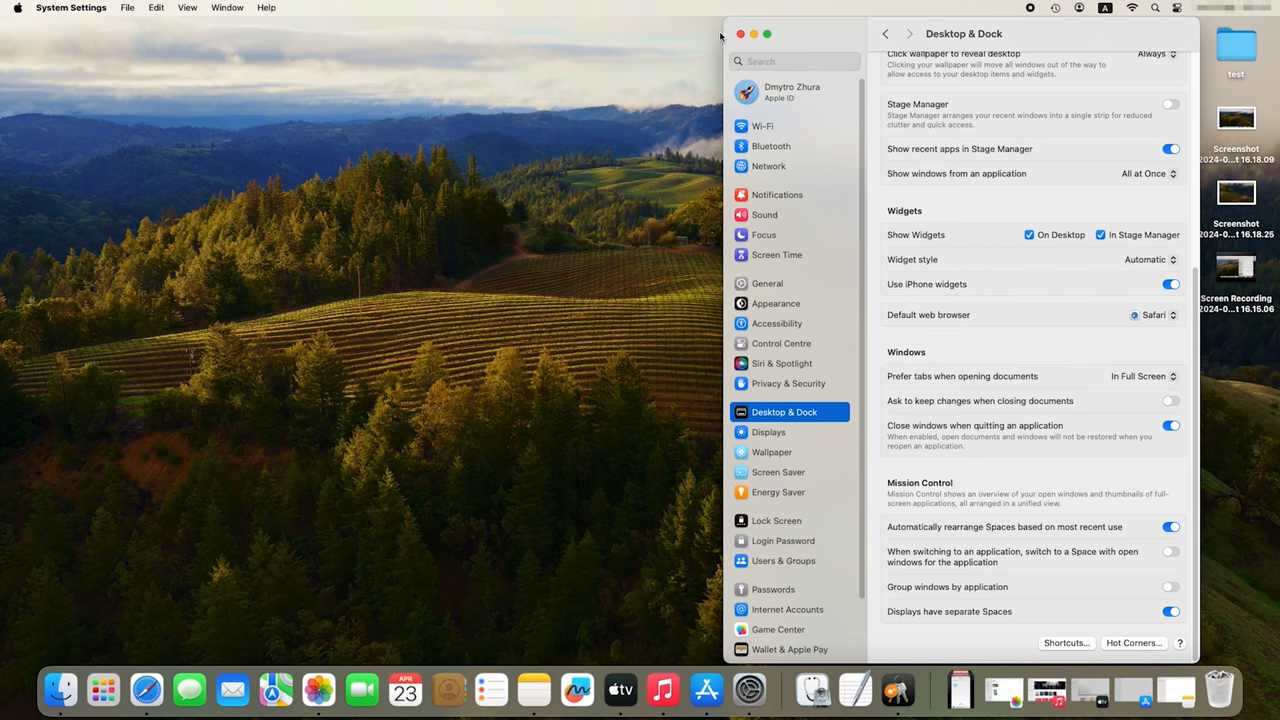 System Settings File Edit View Window Help A
Desktop & Dock
Search
Dmytro Zhura
Apple ID
Wi-Fi
Bluetooth
Network
Notifications
Sound
Focus
Screen Time
General
Appearance
Accessibility
Control Centre
Siri & Spotlight
Privacy & Security
Desktop & Dock
Displays
Wallpaper
Screen Saver
Energy Saver
Lock Screen
Login Password
Users & Groups
Passwords
Internet Accounts
Game Center
Wallet & Apple Pay
Click wallpaper to reveal desktop Always
Clicking your wallpaper will move all windows out of the way to
allow access to your desktop items and widgets.
Stage Manager
Stage Manager arranges your recent windows into a single strip for reduced
clutter and quick access.
Show recent apps in Stage Manager
Show windows from an application All at Once
Widgets
Show Widgets On Desktop In Stage Manager
Widget style Automatic
Use iPhone widgets
Default web browser Safari
Windows
Prefer tabs when opening documents In Full Screen
Ask to keep changes when closing documents
Close windows when quitting an application
When enabled, open documents and windows will not be restored when you
reopen an application.
Mission Control
Mission Control shows an overview of your open windows and thumbnails of full-
screen applications, all arranged in a unified view.
Automatically rearrange Spaces based on most recent use
When switching to an application, switch to a Space with open
windows for the application
Group windows by application
Displays have separate Spaces
Shortcuts... Hot Corners... ?
test
Screenshot
2024-0...t 16.18.09
Screenshot
2024-0...t 16.18.25
Screen Recording
2024-0...t 16.15.06
APR
23
tv